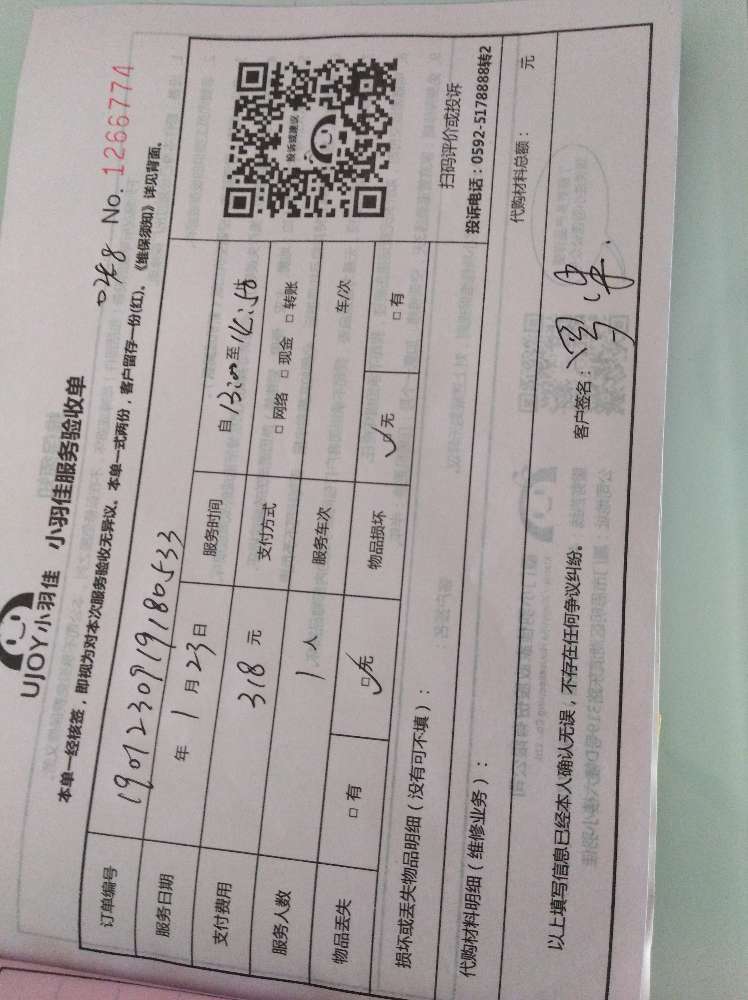 UJOY小羽佳 小羽佳服务验收单
0248 No. 1266774
本单一经核签，即视为对本次服务验收无异议。本单一式两份，客户留存一份(红)。《维保须知》详见背面。
订单编号 190123091918 0533
服务日期 年 1 月 23 日 服务时间 自 13:00 至 16:58
支付费用 318 元 支付方式 □ 网络 □ 现金 □ 转账
服务人数 1 人 服务车次 车/次
物品丢失 □ 有 □ 无 物品损坏 □ 无 □ 有
投诉或建议
扫码评价或投诉
投诉电话：0592-5178888转2
损坏或丢失物品明细（没有可不填）：
代购材料明细（维修业务）： 代购材料总额： 元
以上填写信息已经本人确认无误，不存在任何争议纠纷。 客户签名：